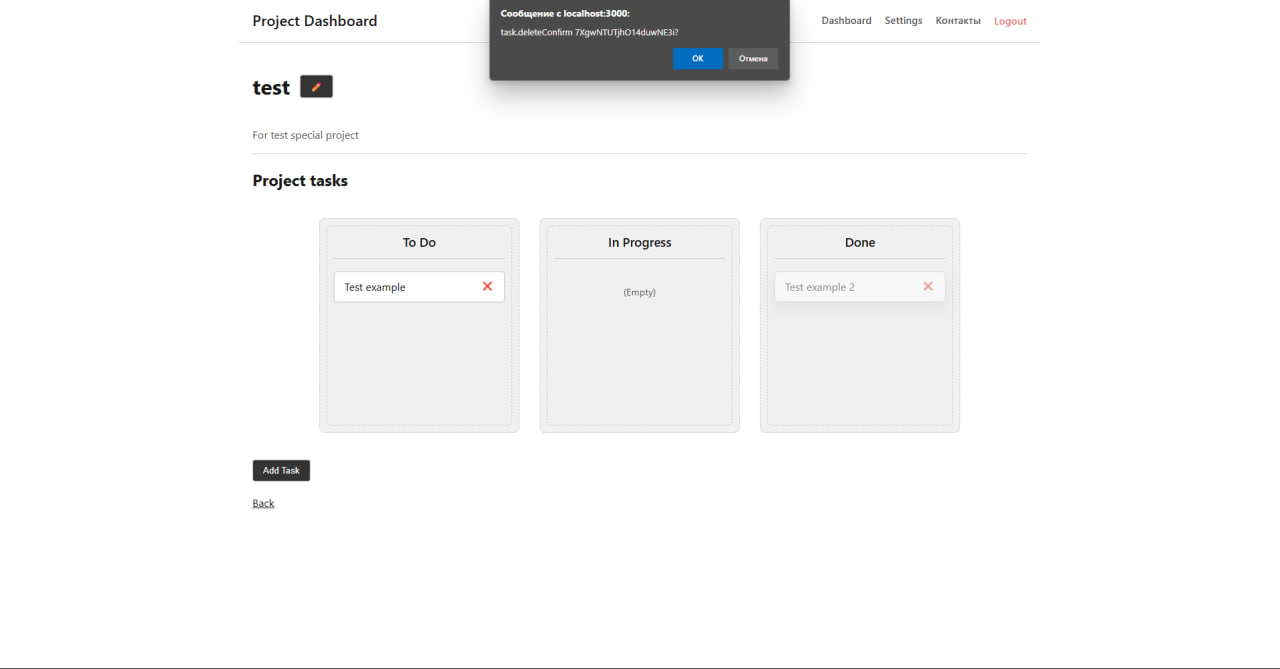 Project Dashboard
Сообщение с localhost:3000:
task.deleteConfirm 7XgwNTUTjhO14duwNE3i?
OK
Отмена
Dashboard
Settings
Контакты
Logout
test
For test special project
Project tasks
To Do
In Progress
Done
Test example
(Empty)
Test example 2
Add Task
Back